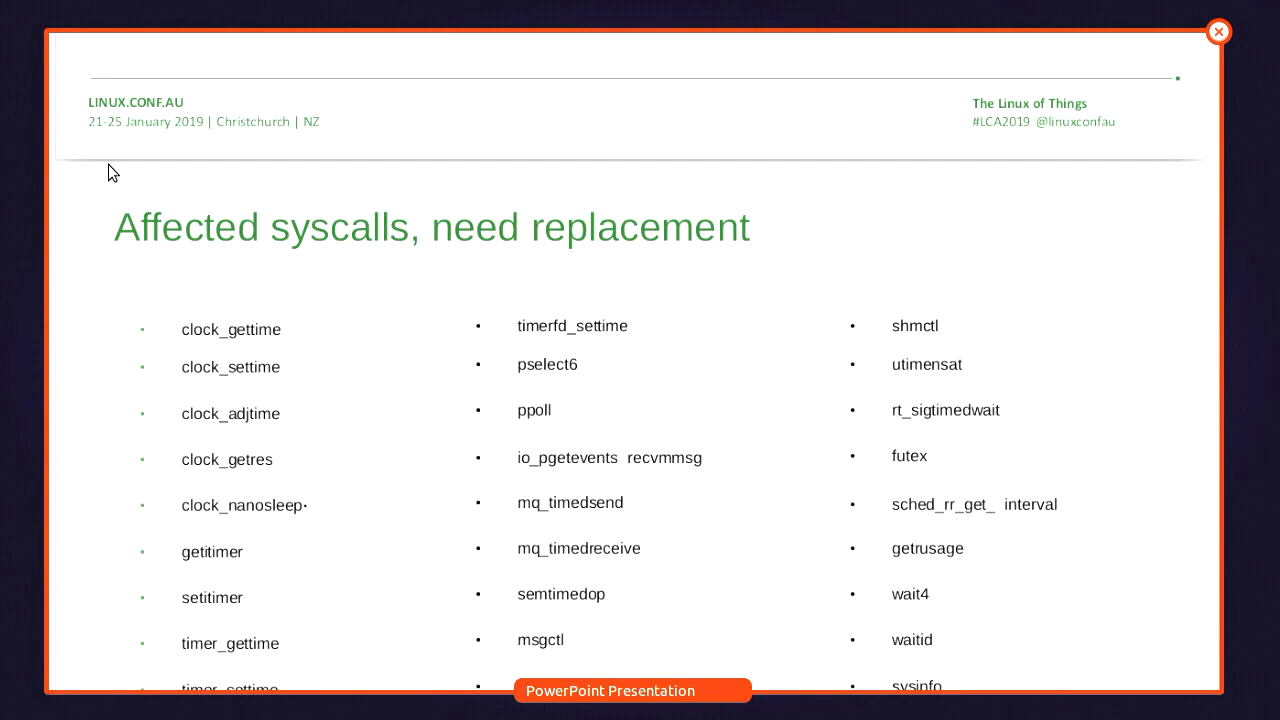 LINUX.CONF.AU
21-25 January 2019 | Christchurch | NZ
The Linux of Things
#LCA2019 @linuxconfau
Affected syscalls, need replacement
• clock_gettime
• clock_settime
• clock_adjtime
• clock_getres
• clock_nanosleep•
• getitimer
• setitimer
• timer_gettime
• timer_settime
• timerfd_settime
• pselect6
• ppoll
• io_pgetevents recvmmsg
• mq_timedsend
• mq_timedreceive
• semtimedop
• msgctl
•
• shmctl
• utimensat
• rt_sigtimedwait
• futex
• sched_rr_get_ interval
• getrusage
• wait4
• waitid
• sysinfo
PowerPoint Presentation